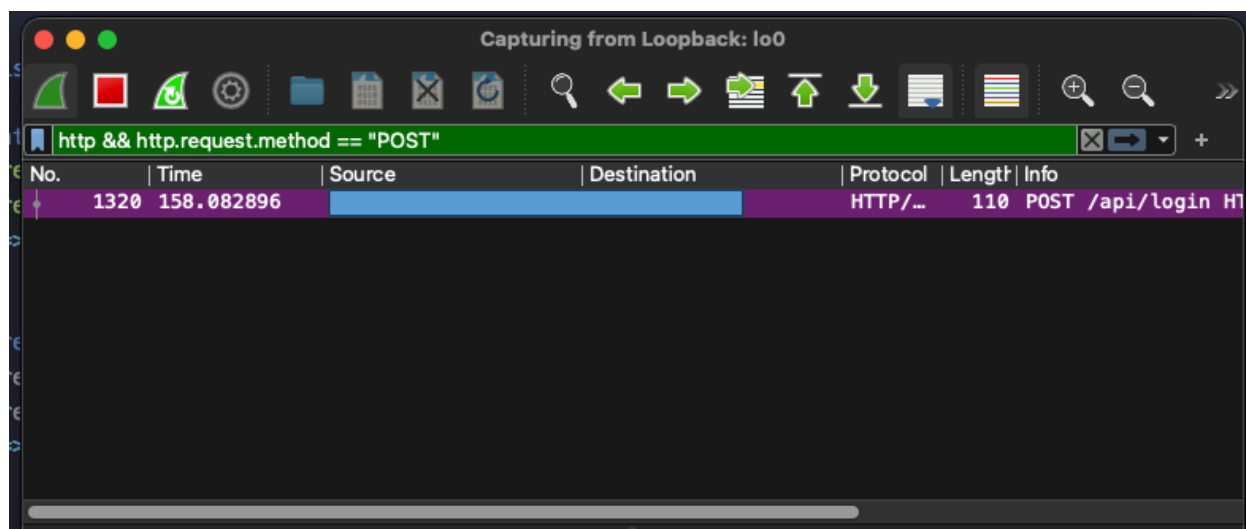 Capturing from Loopback: lo0
http && http.request.method == "POST"
No. Time Source Destination Protocol Length Info
1320 158.082896 HTTP/… 110 POST /api/login